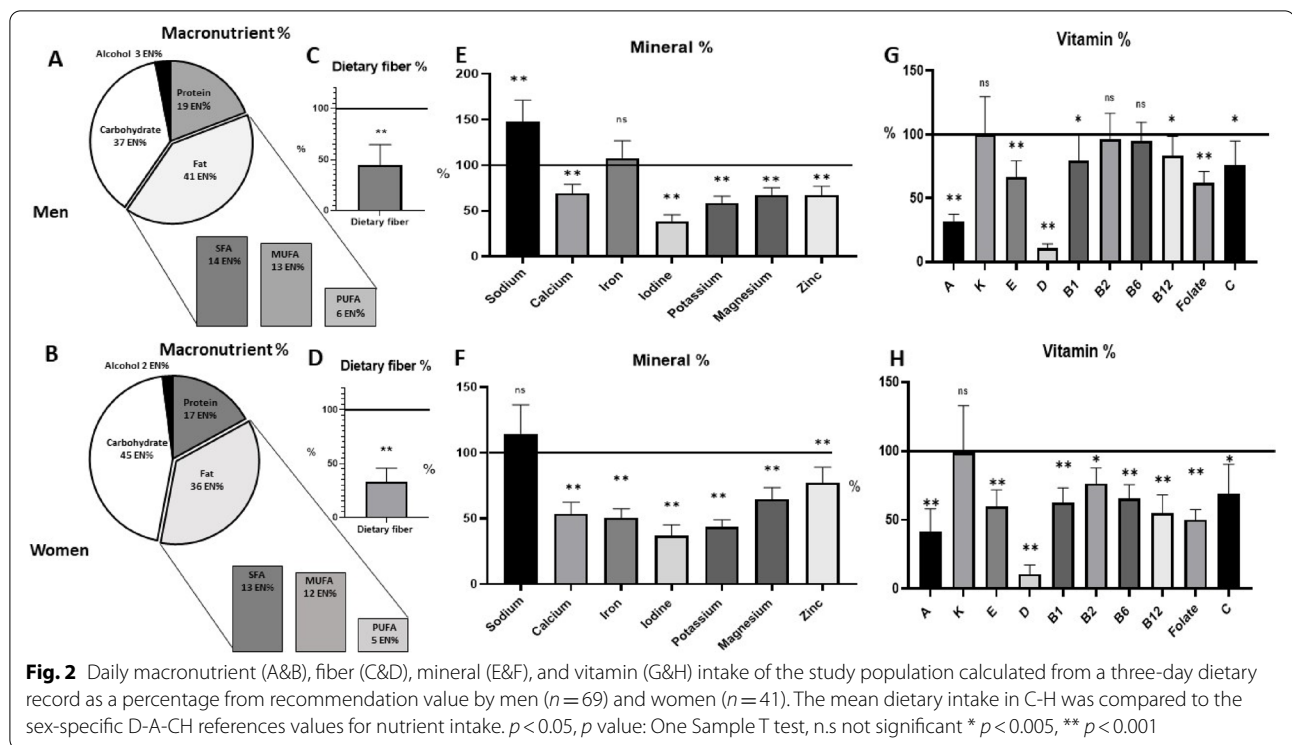 A
Macronutrient %
Alcohol 3 EN%
Protein
19 EN%
Carbohydrate
37 EN%
Fat
41 EN%
Men
SFA
14 EN%
MUFA
13 EN%
PUFA
6 EN%
C
Dietary fiber %
%
100
50
0
**
Dietary fiber
E
Mineral %
%
200
150
100
50
0
**
**
ns
**
**
**
**
Sodium
Calcium
Iron
Iodine
Potassium
Magnesium
Zinc
G
Vitamin %
%
150
100
50
0
**
ns
**
**
*
ns
ns
*
**
*
A
K
E
D
B1
B2
B6
B12
Folate
C
B
Macronutrient %
Alcohol 2 EN%
Protein
17 EN%
Carbohydrate
45 EN%
Fat
36 EN%
Women
SFA
13 EN%
MUFA
12 EN%
PUFA
5 EN%
D
Dietary fiber %
%
100
50
0
**
Dietary fiber
F
Mineral %
%
150
100
50
0
ns
**
**
**
**
**
**
Sodium
Calcium
Iron
Iodine
Potassium
Magnesium
Zinc
H
Vitamin %
%
150
100
50
0
**
ns
**
**
**
*
**
**
**
*
A
K
E
D
B1
B2
B6
B12
Folate
C
Fig. 2 Daily macronutrient (A&B), fiber (C&D), mineral (E&F), and vitamin (G&H) intake of the study population calculated from a three-day dietary
record as a percentage from recommendation value by men (n = 69) and women (n = 41). The mean dietary intake in C-H was compared to the
sex-specific D-A-CH references values for nutrient intake. p < 0.05, p value: One Sample T test, n.s not significant * p < 0.005, ** p < 0.001